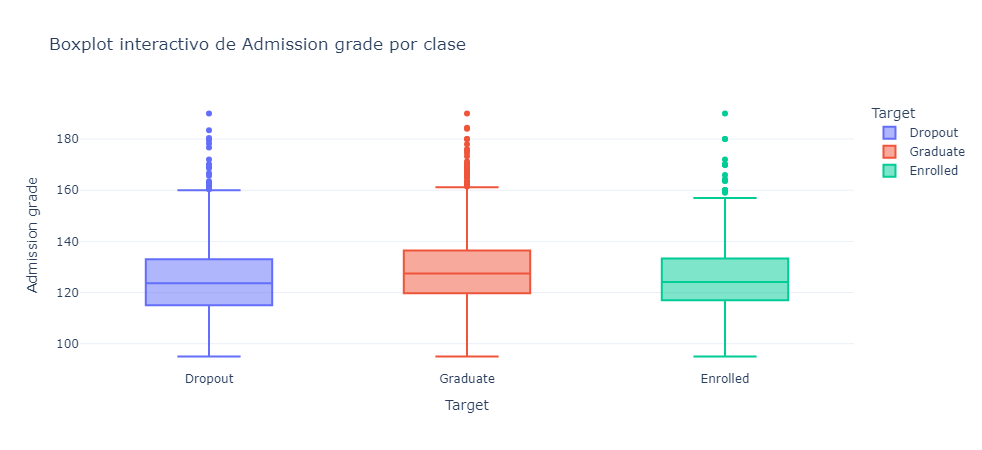 Boxplot interactivo de Admission grade por clase
Target
Dropout
Graduate
Enrolled
180
160
140
120
100
Admission grade
Dropout
Graduate
Enrolled
Target